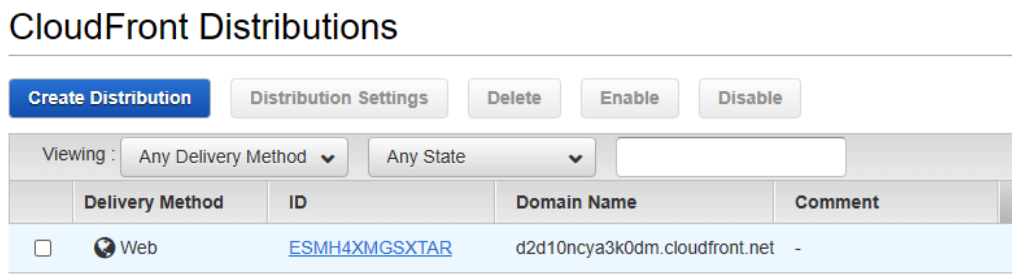 CloudFront Distributions
Create Distribution Distribution Settings Delete Enable Disable
Viewing : Any Delivery Method Any State
Delivery Method ID Domain Name Comment
Web ESMH4XMGSXTAR d2d10ncya3k0dm.cloudfront.net -